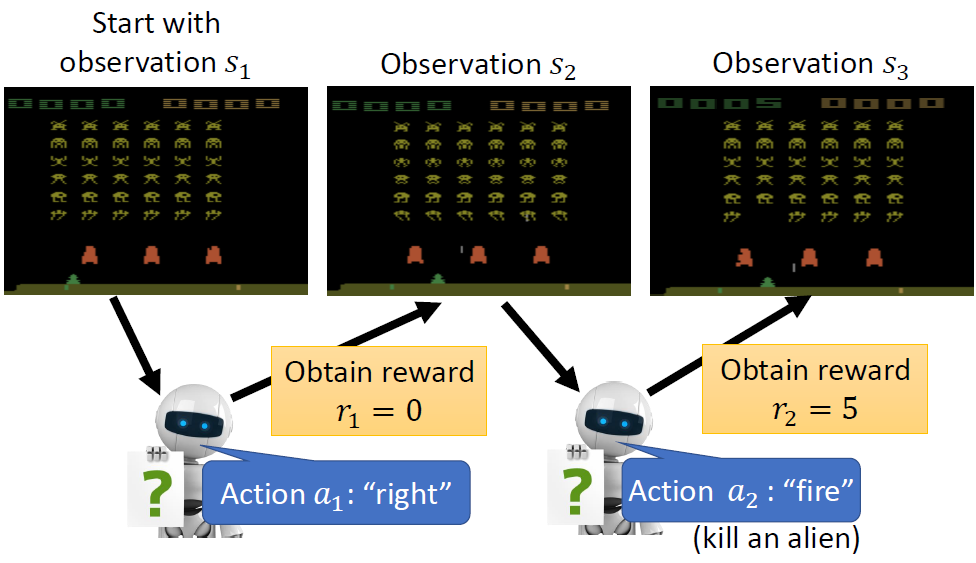 Start with
observation s₁
Observation s₂
Observation s₃
0000 0000
0000 0000
0005 0000
Obtain reward
r₁ = 0
Obtain reward
r₂ = 5
?
Action a₁: “right”
?
Action a₂ : “fire”
(kill an alien)